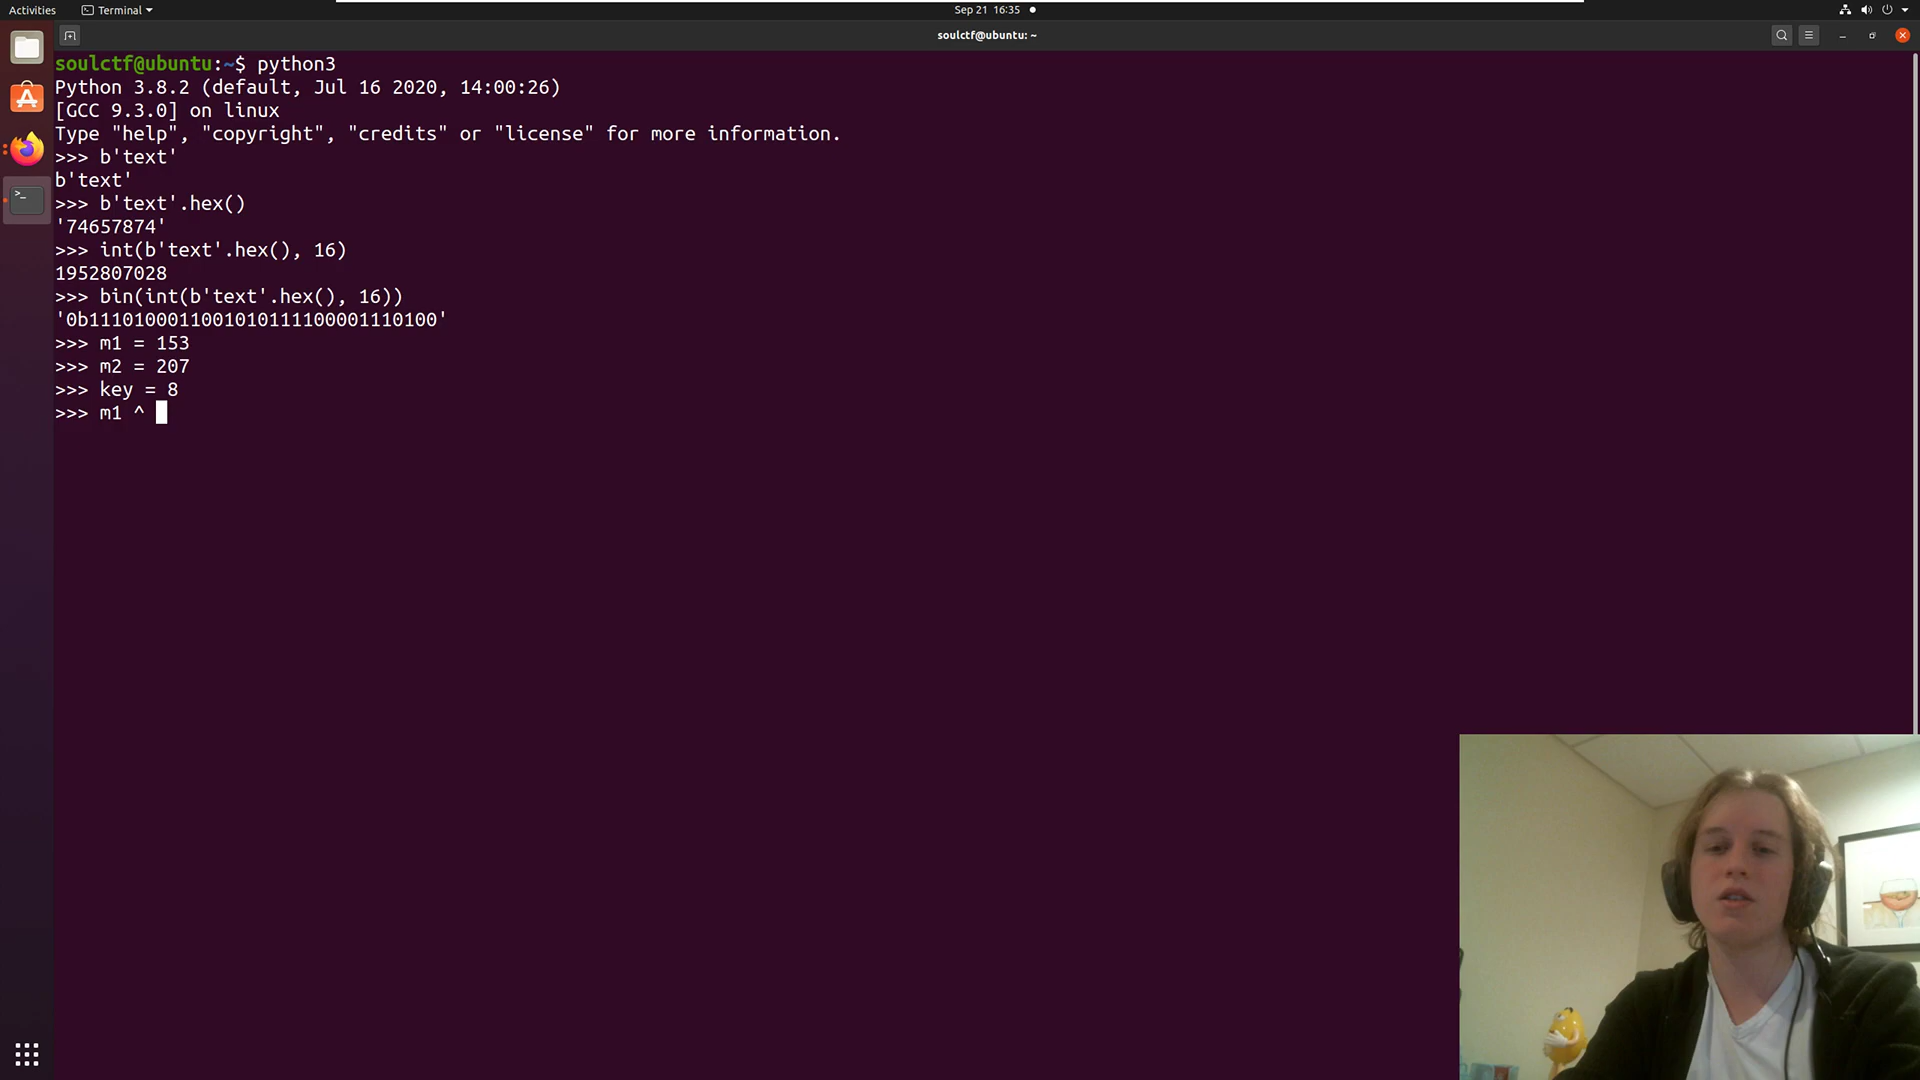 Activities Terminal Sep 21 16:35
soulctf@ubuntu: ~
soulctf@ubuntu:~$ python3
Python 3.8.2 (default, Jul 16 2020, 14:00:26)
[GCC 9.3.0] on linux
Type "help", "copyright", "credits" or "license" for more information.
>>> b'text'
b'text'
>>> b'text'.hex()
'74657874'
>>> int(b'text'.hex(), 16)
1952807028
>>> bin(int(b'text'.hex(), 16))
'0b1110100011001010111100001110100'
>>> m1 = 153
>>> m2 = 207
>>> key = 8
>>> m1 ^